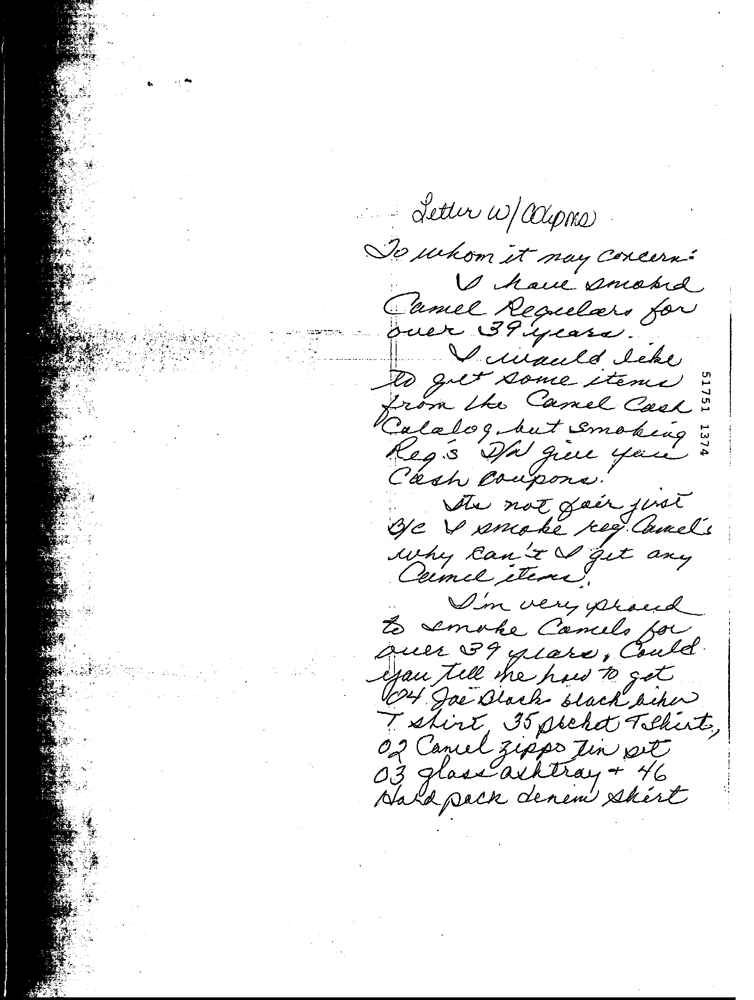 Letter w/
To whom it may concern:
I have smoked
Camel Regulars for
over 39 years.
I would like
to get some items
from the Camel Cash
Catalog but smoking
Reg's D/N give you
Cash Coupons.
Its not fair just
B/C I smoke reg. Camel's
why can't I get any
Camel items.
I'm very proud
to smoke Camels for
over 39 years, Could
you tell me how to get
04 Joe Black black biker
T shirt, 35 pocket T Shirt,
02 Camel zippo tin set
03 glass ashtray + 46
Hard pack denim shirt
51751 1374